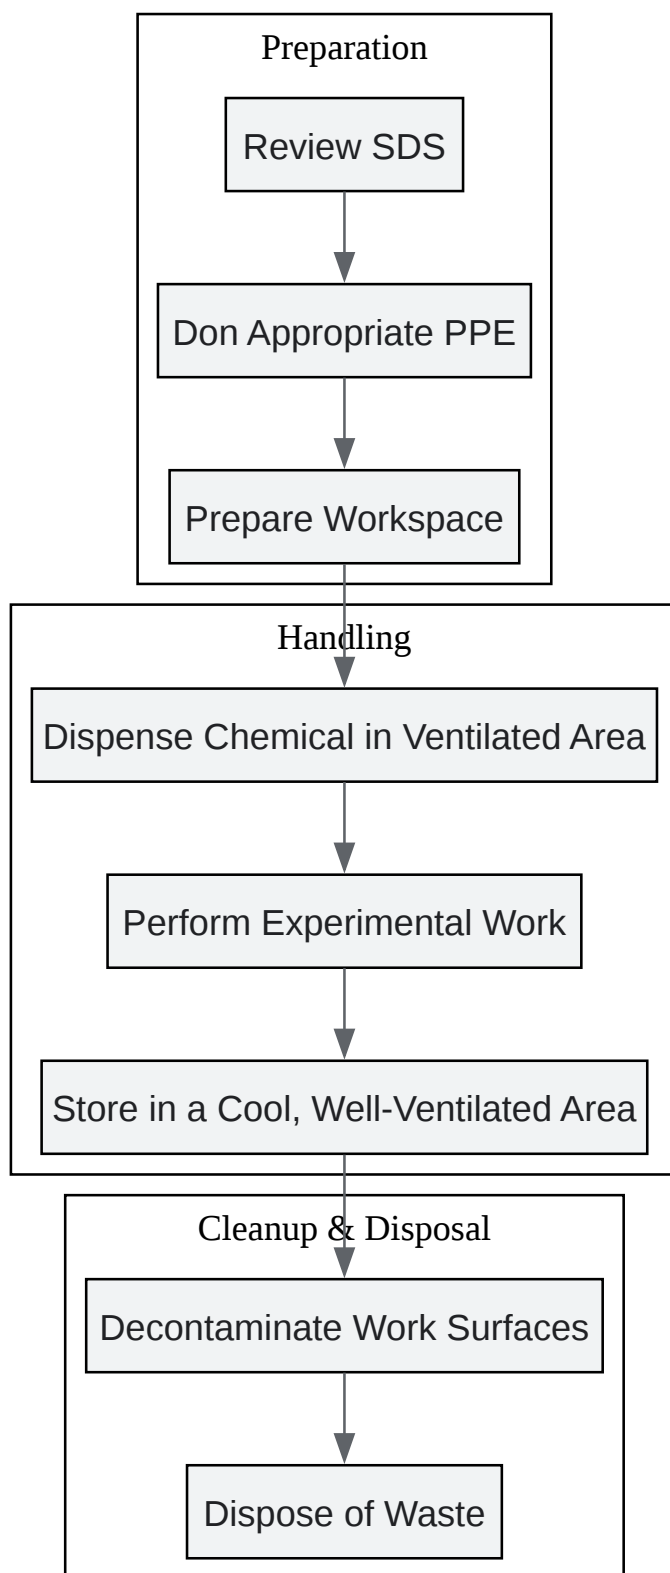 Preparation
Review SDS
Don Appropriate PPE
Prepare Workspace
Handling
Dispense Chemical in Ventilated Area
Perform Experimental Work
Store in a Cool, Well-Ventilated Area
Cleanup & Disposal
Decontaminate Work Surfaces
Dispose of Waste